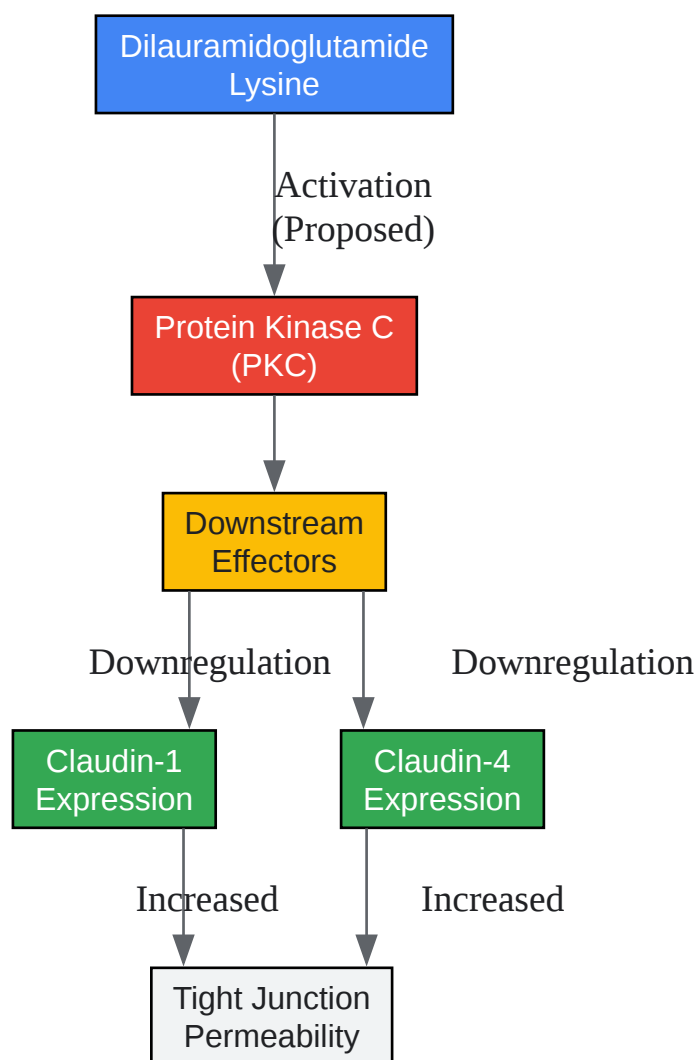 Dilauramidoglutamide
Lysine
Activation
(Proposed)
Protein Kinase C
(PKC)
Downstream
Effectors
Downregulation
Downregulation
Claudin-1
Expression
Claudin-4
Expression
Increased
Increased
Tight Junction
Permeability